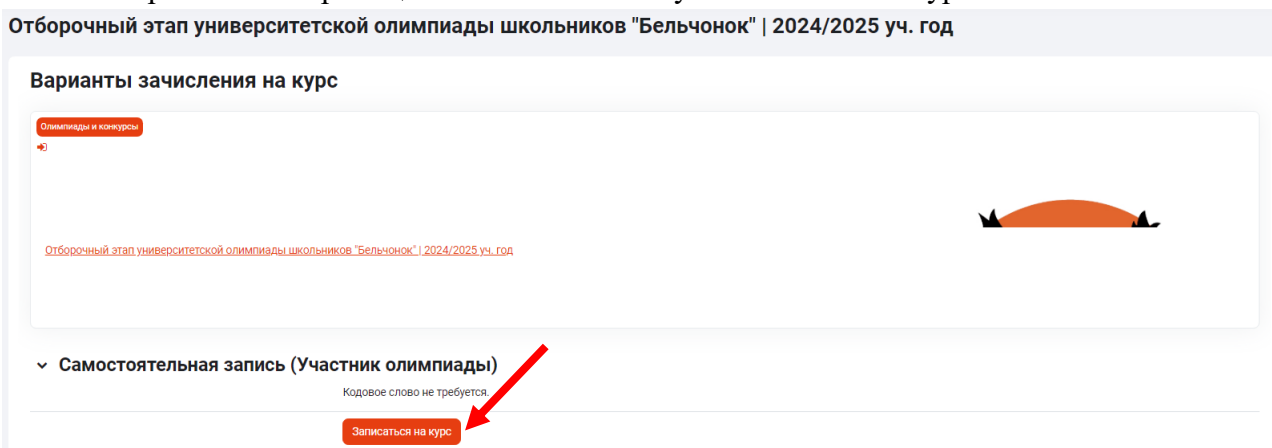 Отборочный этап университетской олимпиады школьников "Бельчонок" | 2024/2025 уч. год
Варианты зачисления на курс
Олимпиады и конкурсы
Отборочный этап университетской олимпиады школьников "Бельчонок" | 2024/2025 уч. год
Самостоятельная запись (Участник олимпиады)
Кодовое слово не требуется.
Записаться на курс